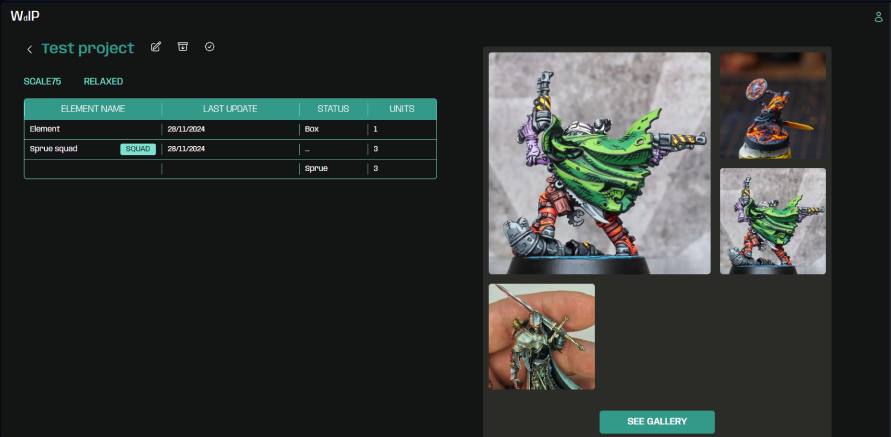 WdIP
Test project
SCALE75 RELAXED
ELEMENT NAME LAST UPDATE STATUS UNITS
Element 28/11/2024 Box 1
Sprue squad SQUAD 28/11/2024 ... 3
Sprue 3
SEE GALLERY